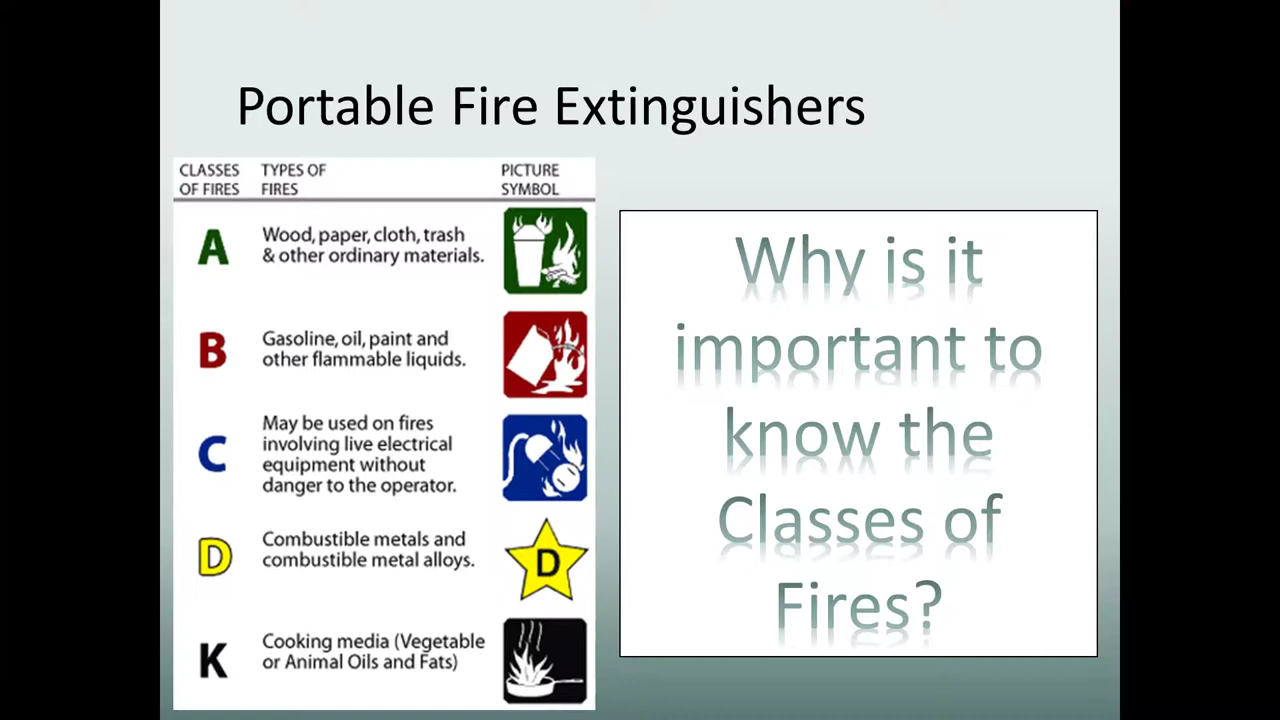 Portable Fire Extinguishers
CLASSES
OF FIRES
TYPES OF
FIRES
PICTURE
SYMBOL
A
Wood, paper, cloth, trash
& other ordinary materials.
B
Gasoline, oil, paint and
other flammable liquids.
C
May be used on fires
involving live electrical
equipment without
danger to the operator.
D
Combustible metals and
combustible metal alloys.
D
K
Cooking media (Vegetable
or Animal Oils and Fats)
Why is it
important to
know the
Classes of
Fires?